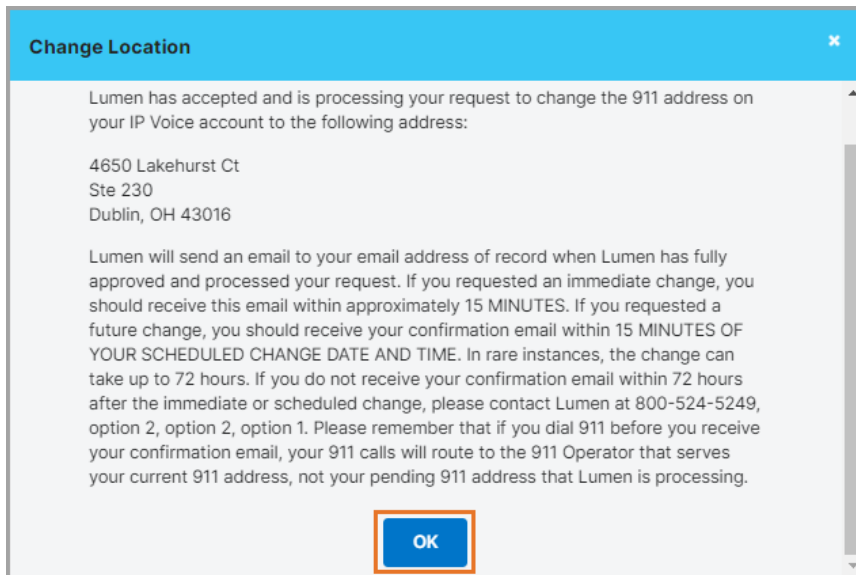 Change Location
Lumen has accepted and is processing your request to change the 911 address on
your IP Voice account to the following address:
4650 Lakehurst Ct
Ste 230
Dublin, OH 43016
Lumen will send an email to your email address of record when Lumen has fully
approved and processed your request. If you requested an immediate change, you
should receive this email within approximately 15 MINUTES. If you requested a
future change, you should receive your confirmation email within 15 MINUTES OF
YOUR SCHEDULED CHANGE DATE AND TIME. In rare instances, the change can
take up to 72 hours. If you do not receive your confirmation email within 72 hours
after the immediate or scheduled change, please contact Lumen at 800-524-5249,
option 2, option 2, option 1. Please remember that if you dial 911 before you receive
your confirmation email, your 911 calls will route to the 911 Operator that serves
your current 911 address, not your pending 911 address that Lumen is processing.
OK